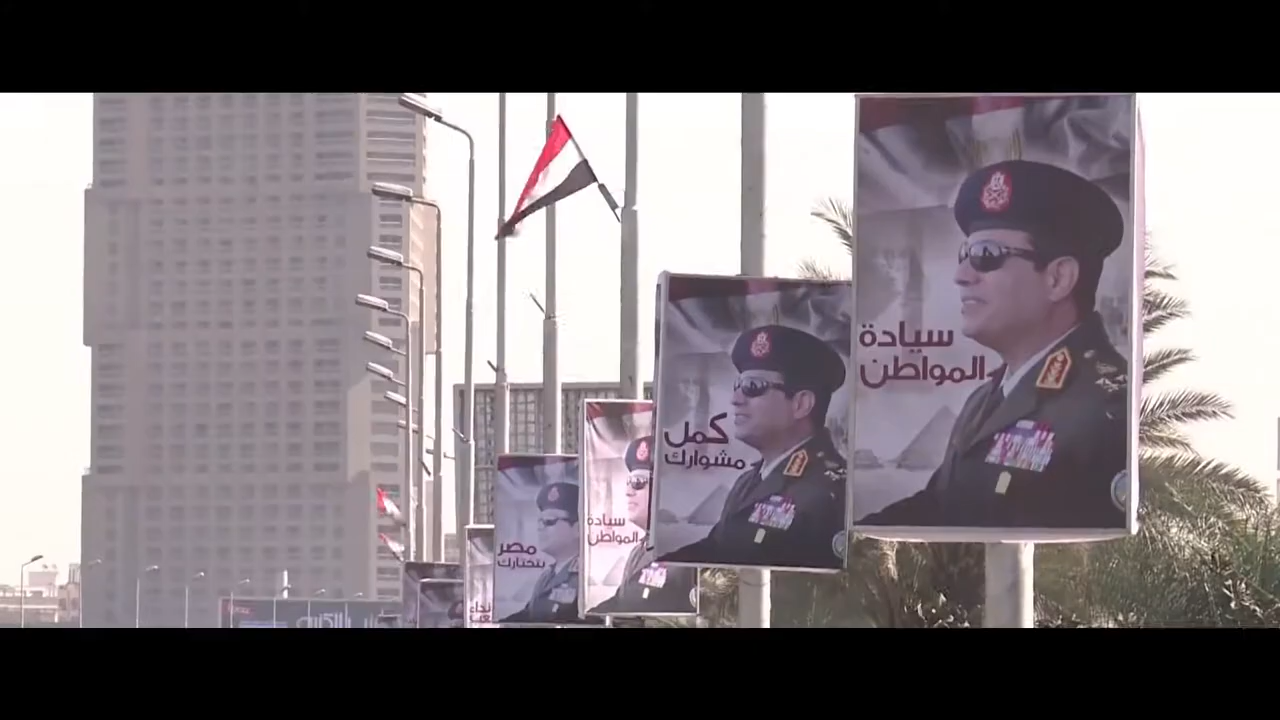 سيادة
المواطن
كمل
مشوارك
سيادة
المواطن
مصر
بتختارك